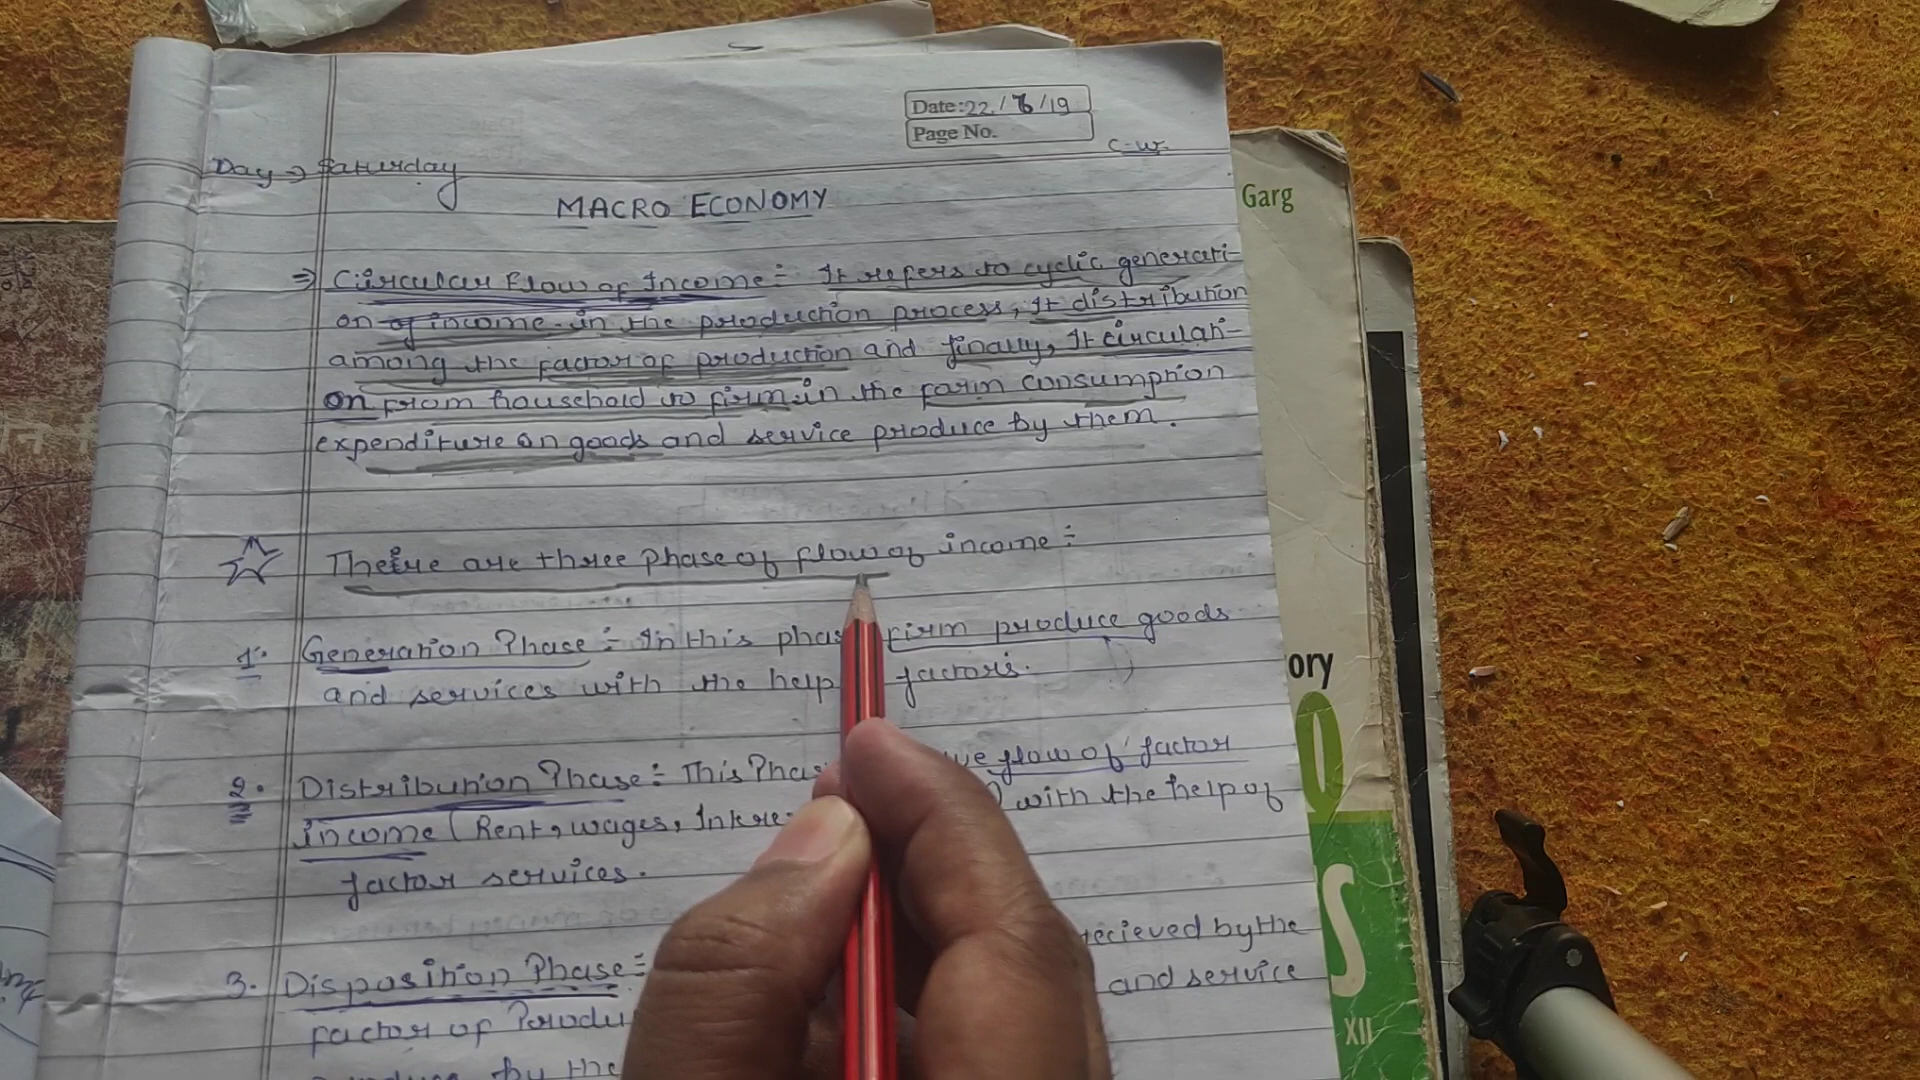 Date: 22/6/19
Page No.
C-W
Day → Saturday
MACRO ECONOMY
⇒ Circular Flow of Income:- It refers to cyclic generati-
on of income in the production process, It distribution
among the factor of production and finally, It circulati-
on from household to firm in the form consumption
expenditure on goods and service produce by them.
There are three phase of flow of income:-
1. Generation Phase:- In this phas firm produce goods
and services with the help factors.
2. Distribution Phase:- This Phas flow of factor
income (Rent, wages, Intre with the help of
factor services.
3. Disposition Phase:- recieved by the
factor of Produ and service
by the
Garg
ory
S
XII